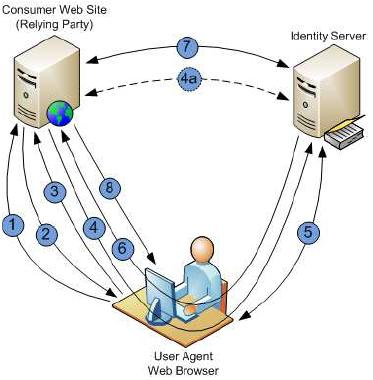 Consumer Web Site
(Relying Party)
Identity Server
7
4a
3
8
1
2
4
6
5
User Agent
Web Browser